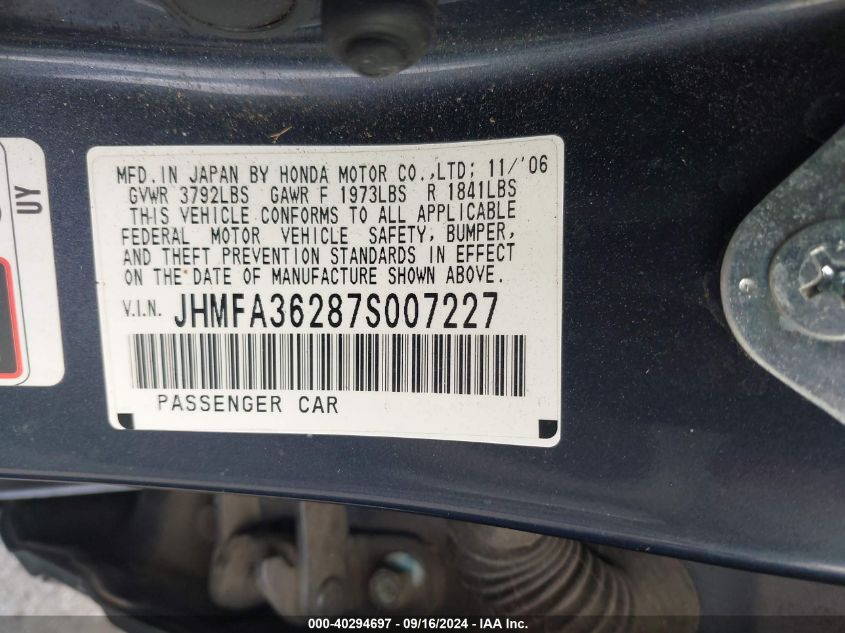 MFD.IN JAPAN BY HONDA MOTOR CO.,LTD; 11/'06
GVWR 3792LBS GAWR F 1973LBS R 1841LBS
THIS VEHICLE CONFORMS TO ALL APPLICABLE
FEDERAL MOTOR VEHICLE SAFETY, BUMPER,
AND THEFT PREVENTION STANDARDS IN EFFECT
ON THE DATE OF MANUFACTURE SHOWN ABOVE.
V.I.N. JHMFA36287S007227
PASSENGER CAR
UY
000-40294697 - 09/16/2024 - IAAI Inc.